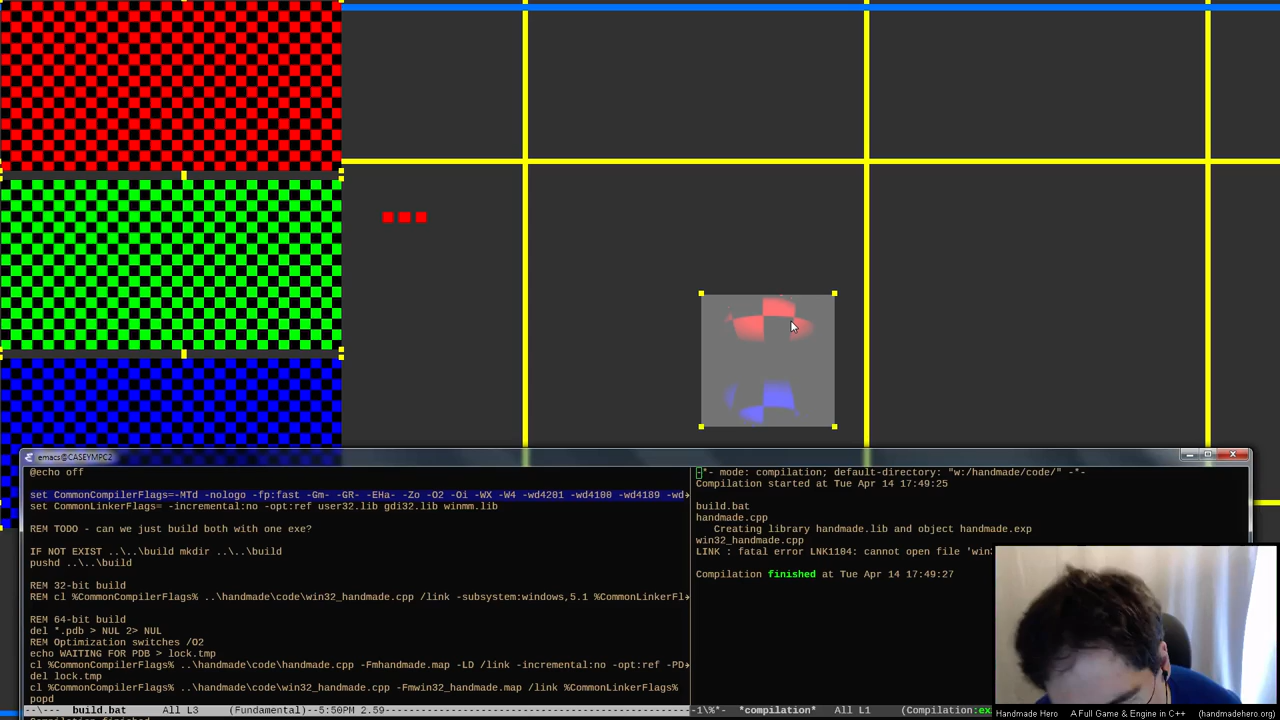 emacs@CASEYMPC2
@echo off
set CommonCompilerFlags=-MTd -nologo -fp:fast -Gm- -GR- -EHa- -Zo -O2 -Oi -WX -W4 -wd4201 -wd4100 -wd4189 -wd
set CommonLinkerFlags= -incremental:no -opt:ref user32.lib gdi32.lib winmm.lib
REM TODO - can we just build both with one exe?
IF NOT EXIST ..\..\build mkdir ..\..\build
pushd ..\..\build
REM 32-bit build
REM cl %CommonCompilerFlags% ..\handmade\code\win32_handmade.cpp /link -subsystem:windows,5.1 %CommonLinkerFl
REM 64-bit build
del *.pdb > NUL 2> NUL
REM Optimization switches /O2
echo WAITING FOR PDB > lock.tmp
cl %CommonCompilerFlags% ..\handmade\code\handmade.cpp -Fmhandmade.map -LD /link -incremental:no -opt:ref -PD
del lock.tmp
cl %CommonCompilerFlags% ..\handmade\code\win32_handmade.cpp -Fmwin32_handmade.map /link %CommonLinkerFlags%
popd
--\---- build.bat All L3 (Fundamental)--5:50PM 2.59
-*- mode: compilation; default-directory: "w:/handmade/code/" -*-
Compilation started at Tue Apr 14 17:49:25
build.bat
handmade.cpp
Creating library handmade.lib and object handmade.exp
win32_handmade.cpp
LINK : fatal error LNK1104: cannot open file 'win
Compilation finished at Tue Apr 14 17:49:27
-1\%*- *compilation* All L1 (Compilation:ex
Handmade Hero A Full Game & Engine in C++ (handmadehero.org)